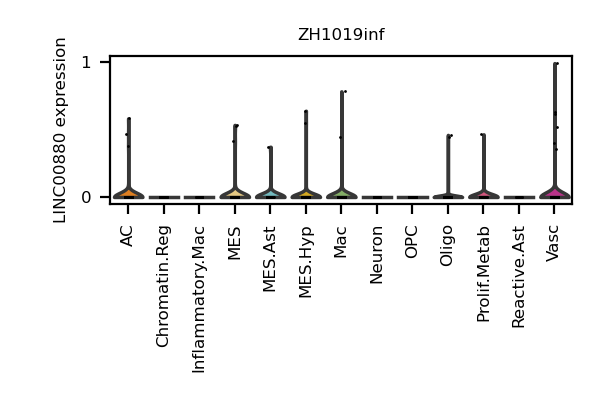 ZH1019inf
LINC00880 expression
1
0
AC
Chromatin.Reg
Inflammatory.Mac
MES
MES.Ast
MES.Hyp
Mac
Neuron
OPC
Oligo
Prolif.Metab
Reactive.Ast
Vasc